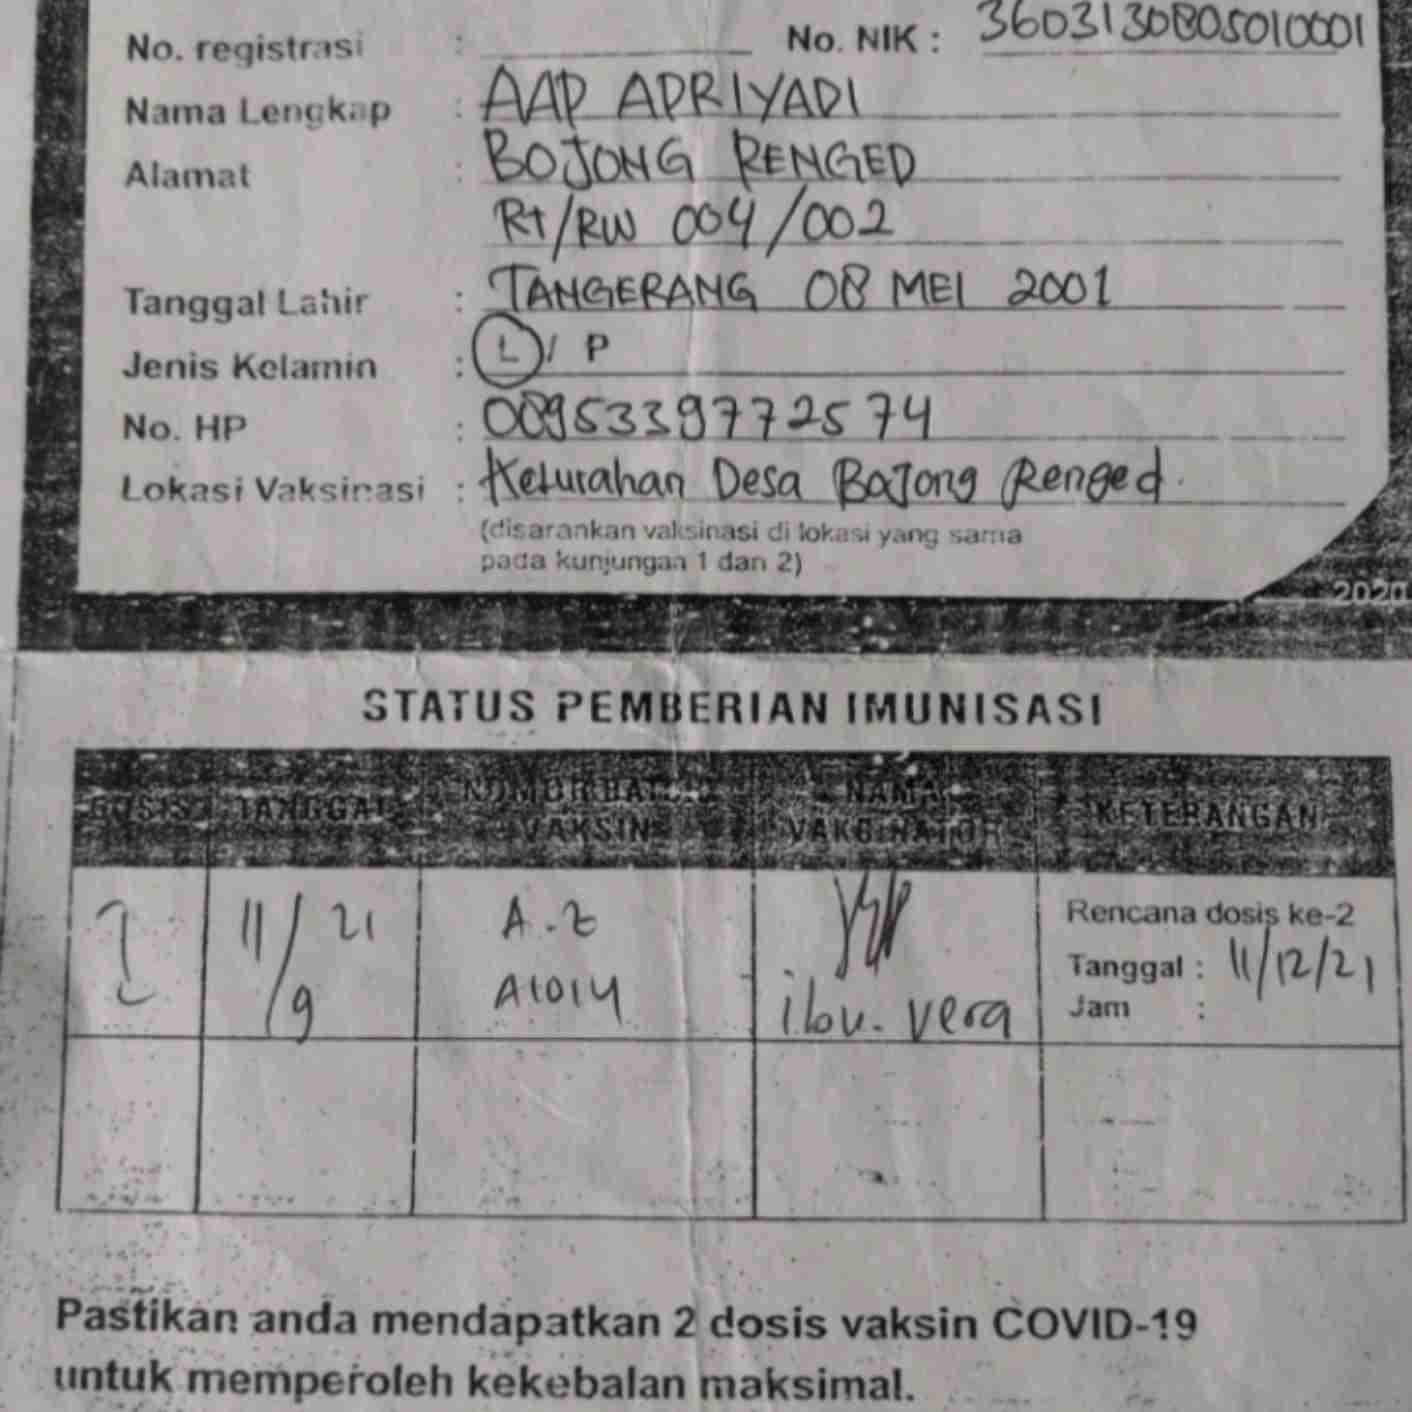 No. registrasi : No. NIK : 3603130805010001
Nama Lengkap : AAP APRIYADI
Alamat : BOJONG RENGED
Rt/RW 004/002
Tanggal Lahir : TANGERANG 08 MEI 2001
Jenis Kelamin : L / P
No. HP : 0895339772574
Lokasi Vaksinasi : Kelurahan Desa Bojong Renged.
(disarankan vaksinasi di lokasi yang sama
pada kunjungan 1 dan 2)
2020
STATUS PEMBERIAN IMUNISASI
DOSIS TANGGAL NOMOR BATCH VAKSIN NAMA VAKSINATOR KETERANGAN
I 11/9 21 A.Z A1014 ibu. vera Rencana dosis ke-2
Tanggal : 11/12/21
Jam :
Pastikan anda mendapatkan 2 dosis vaksin COVID-19
untuk memperoleh kekebalan maksimal.